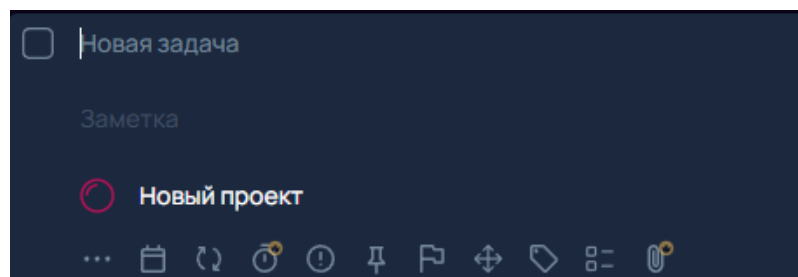 Новая задача
Заметка
Новый проект